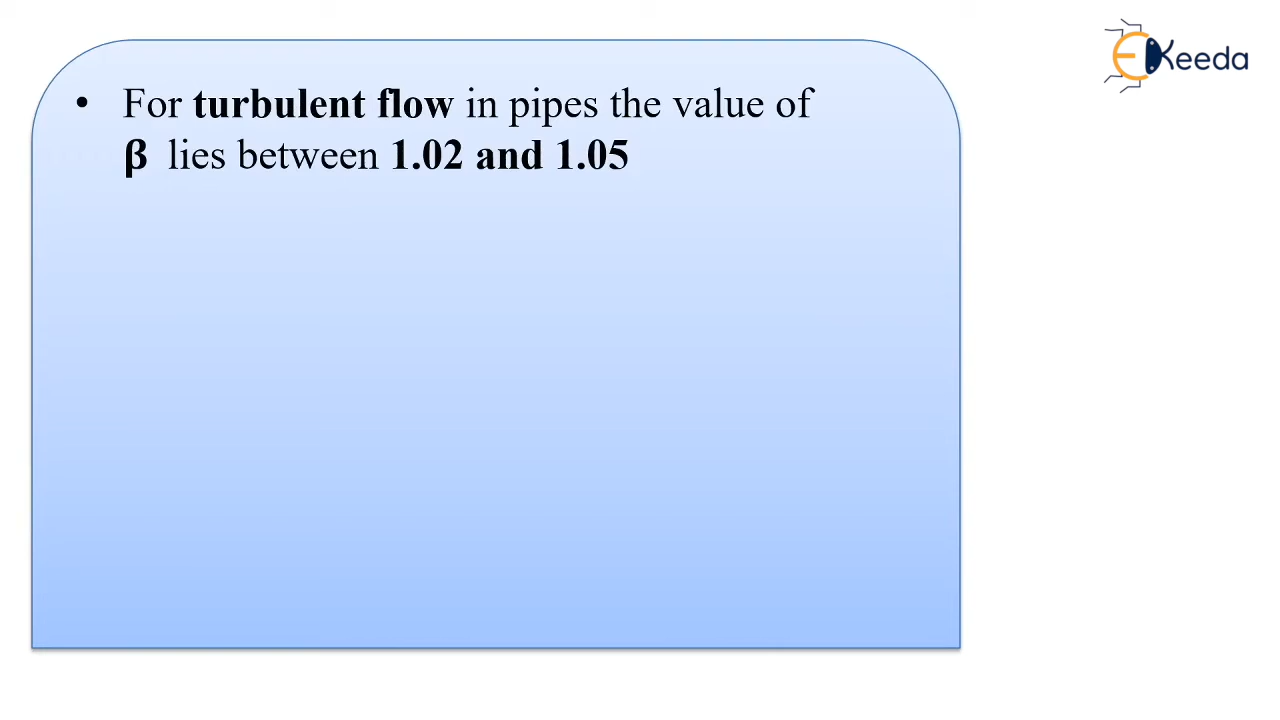 EKeeda
• For turbulent flow in pipes the value of
β lies between 1.02 and 1.05